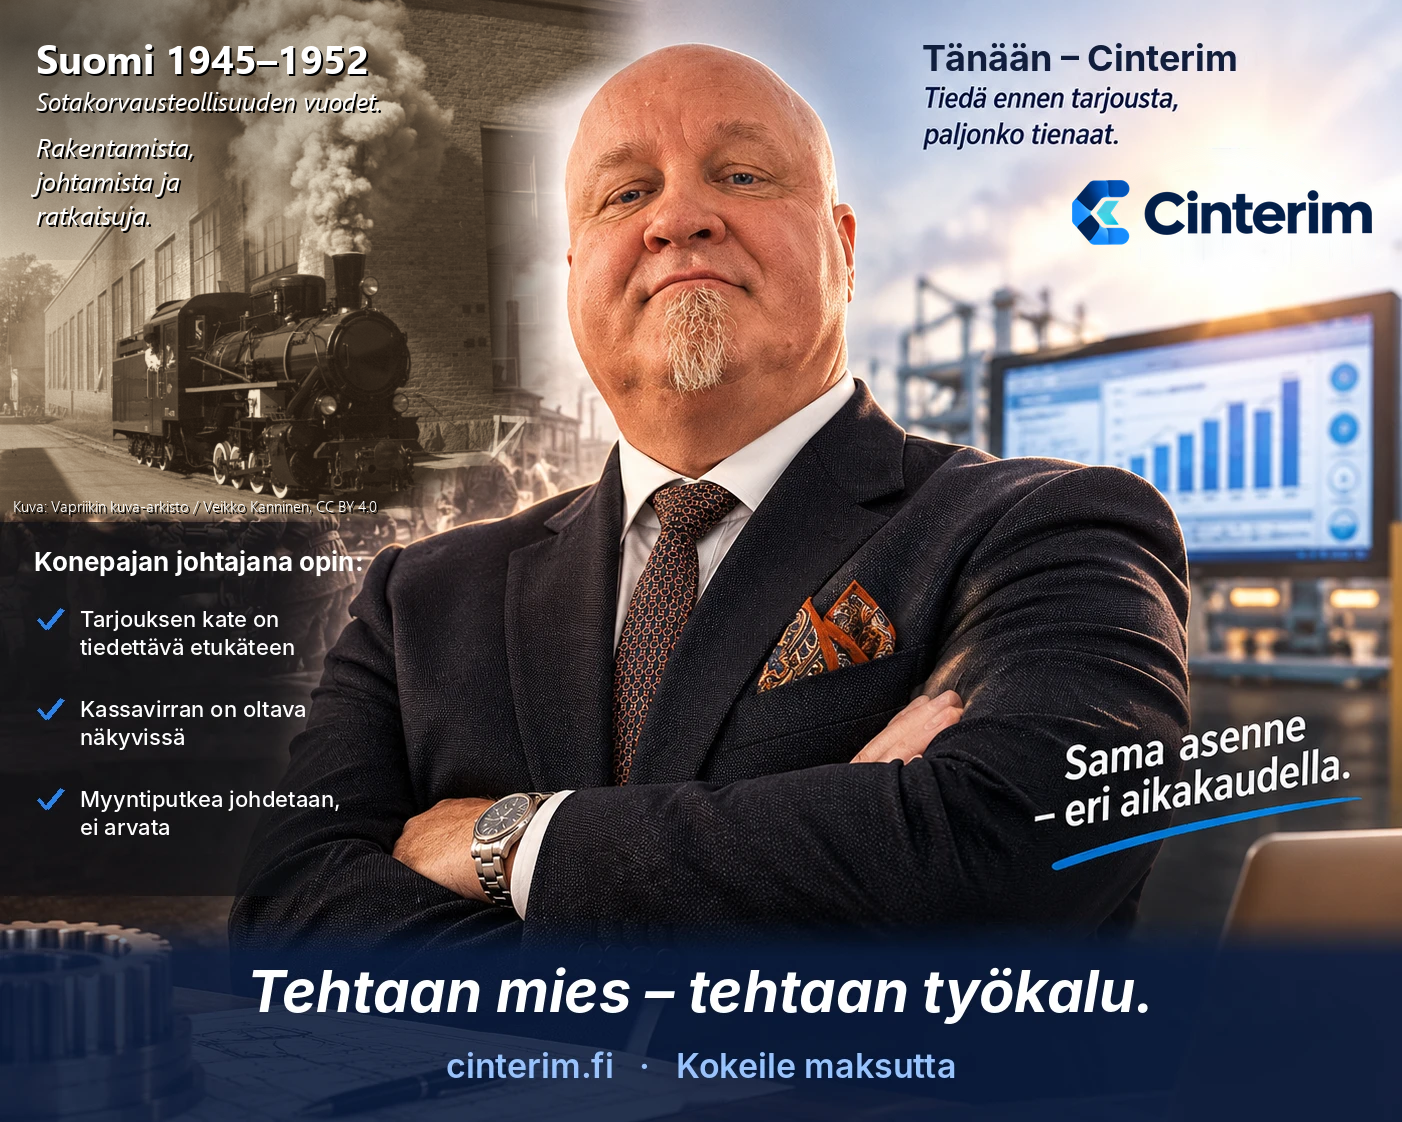 Suomi 1945–1952
Sotakorvausteollisuuden vuodet.
Rakentamista,
johtamista ja
ratkaisuja.
Tänään – Cinterim
Tiedä ennen tarjousta,
paljonko tienaat.
Cinterim
Kuva: Vapriikin kuva-arkisto / Veikko Kanninen, CC BY 4.0
Konepajan johtajana opin:
Tarjouksen kate on
tiedettävä etukäteen
Kassavirran on oltava
näkyvissä
Myyntiputkea johdetaan,
ei arvata
Sama asenne
– eri aikakaudella.
Tehtaan mies – tehtaan työkalu.
cinterim.fi · Kokeile maksutta